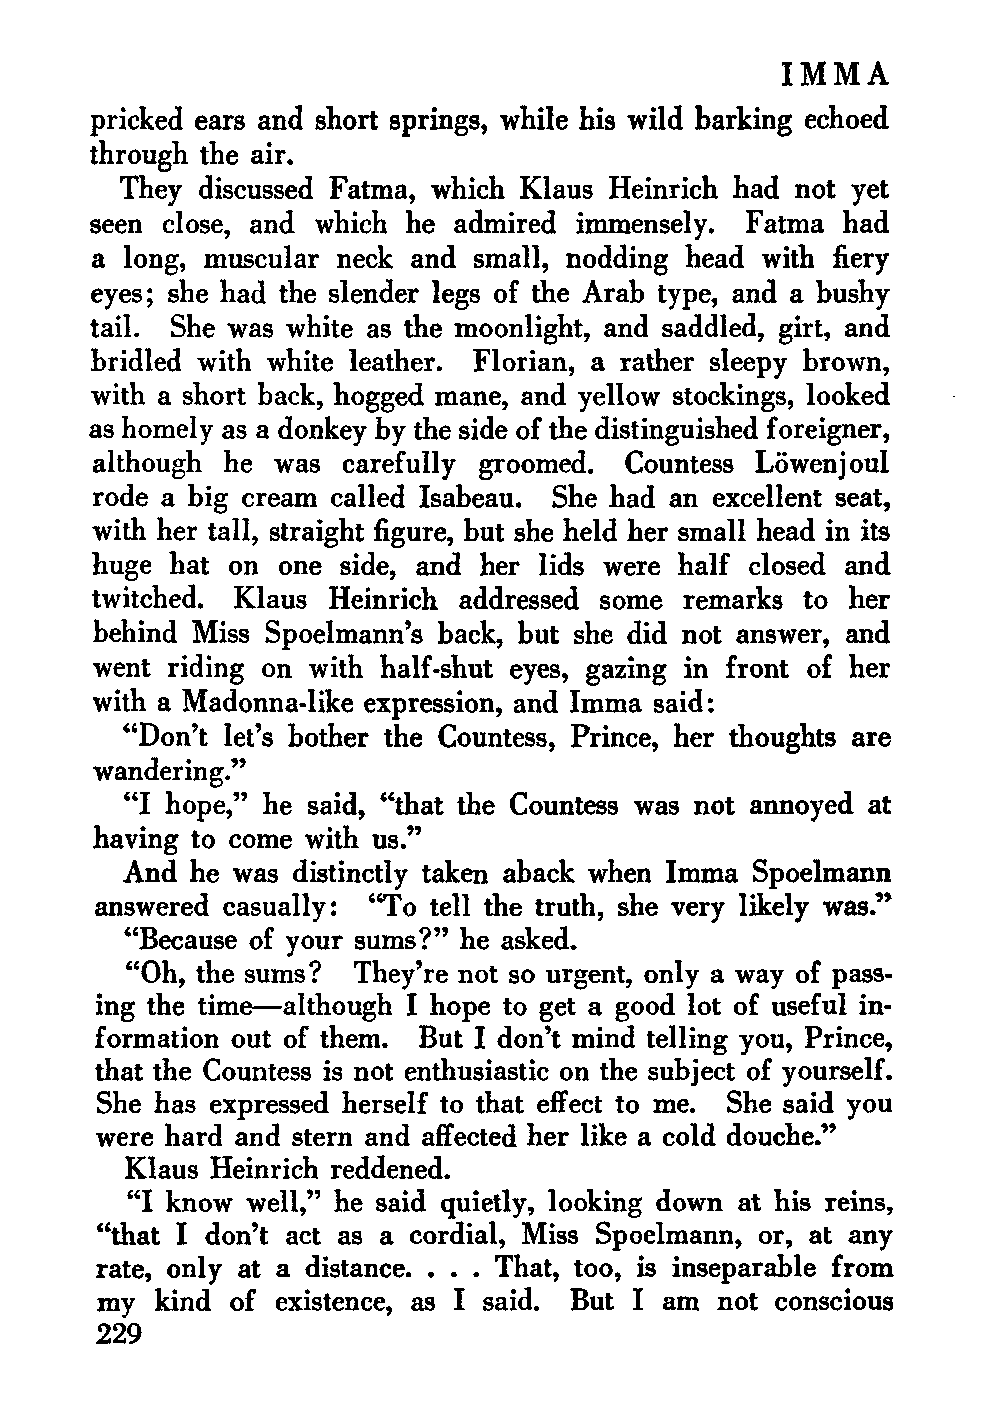 IMMA
pricked ears and short springs, while his wild barking echoed
through the air.
They discussed Fatma, which Klaus Heinrich had not yet
seen close, and which he admired immensely. Fatma had
a long, muscular neck and small, nodding head with fiery
eyes; she had the slender legs of the Arab type, and a bushy
tail. She was white as the moonlight, and saddled, girt, and
bridled with white leather. Florian, a rather sleepy brown,
with a short back, hogged mane, and yellow stockings, looked
as homely as a donkey by the side of the distinguished foreigner,
although he was carefully groomed. Countess Löwenjoul
rode a big cream called Isabeau. She had an excellent seat,
with her tall, straight figure, but she held her small head in its
huge hat on one side, and her lids were half closed and
twitched. Klaus Heinrich addressed some remarks to her
behind Miss Spoelmann's back, but she did not answer, and
went riding on with half-shut eyes, gazing in front of her
with a Madonna-like expression, and Imma said:
“Don't let's bother the Countess, Prince, her thoughts are
wandering.”
“I hope,” he said, “that the Countess was not annoyed at
having to come with us.”
And he was distinctly taken aback when Imma Spoelmann
answered casually: “To tell the truth, she very likely was.”
“Because of your sums?” he asked.
“Oh, the sums? They're not so urgent, only a way of pass-
ing the time—although I hope to get a good lot of useful in-
formation out of them. But I don't mind telling you, Prince,
that the Countess is not enthusiastic on the subject of yourself.
She has expressed herself to that effect to me. She said you
were hard and stern and affected her like a cold douche.”
Klaus Heinrich reddened.
“I know well,” he said quietly, looking down at his reins,
“that I don't act as a cordial, Miss Spoelmann, or, at any
rate, only at a distance. . . . That, too, is inseparable from
my kind of existence, as I said. But I am not conscious
229